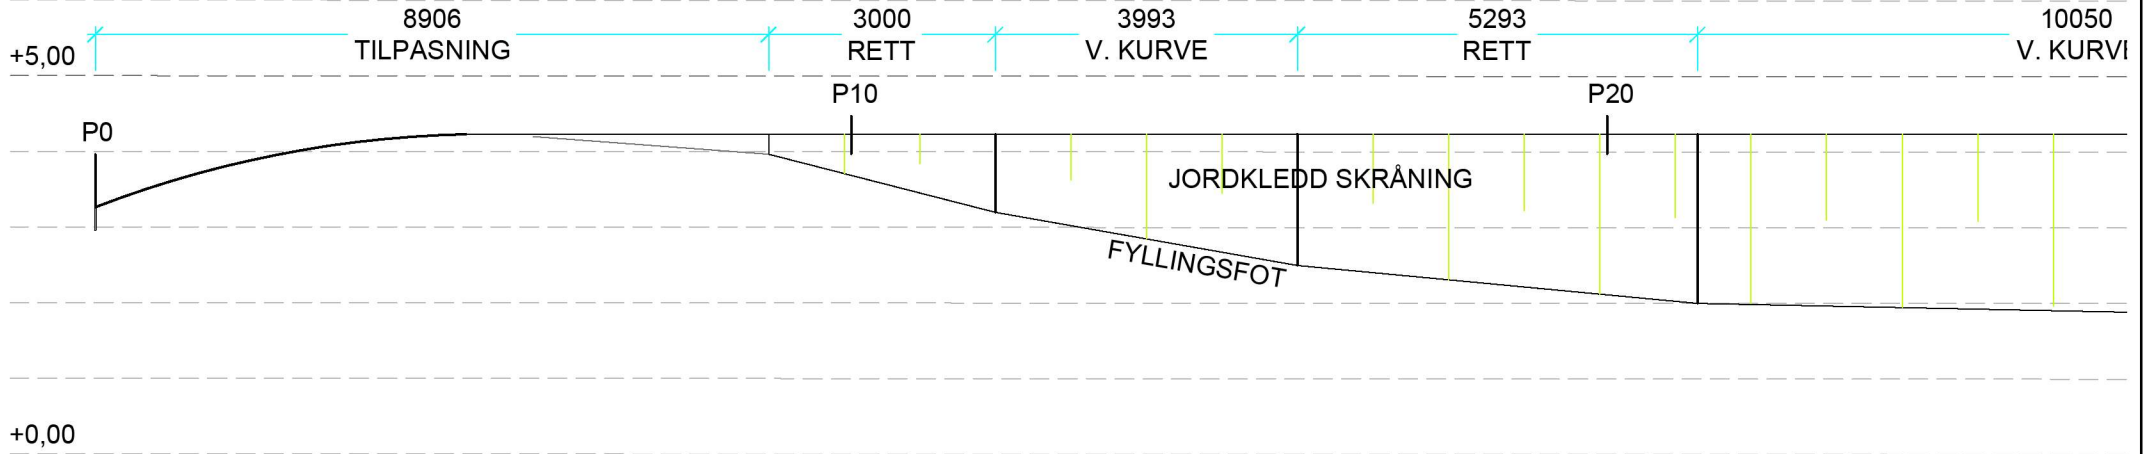 8906
TILPASNING
3000
RETT
3993
V. KURVE
5293
RETT
10050
V. KURVE
+5,00
P10
P20
P0
JORDKLEDD SKRÅNING
FYLLINGSFOT
+0,00